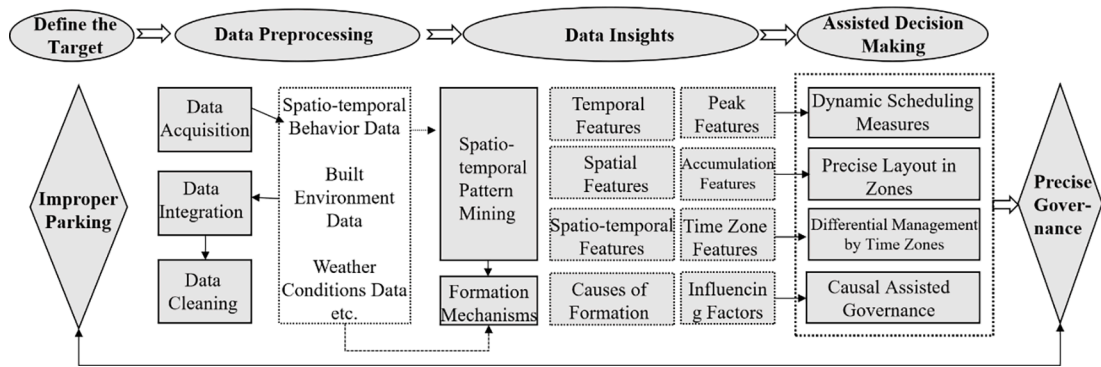 Define the
Target
Data Preprocessing
Data Insights
Assisted Decision
Making
Improper
Parking
Data
Acquisition
Data
Integration
Data
Cleaning
Spatio-temporal
Behavior Data
Built
Environment
Data
Weather
Conditions Data
etc.
Spatio-
temporal
Pattern
Mining
Formation
Mechanisms
Temporal
Features
Spatial
Features
Spatio-temporal
Features
Causes of
Formation
Peak
Features
Accumulation
Features
Time Zone
Features
Influencin
g Factors
Dynamic Scheduling
Measures
Precise Layout in
Zones
Differential Management
by Time Zones
Causal Assisted
Governance
Precise
Gover-
nance